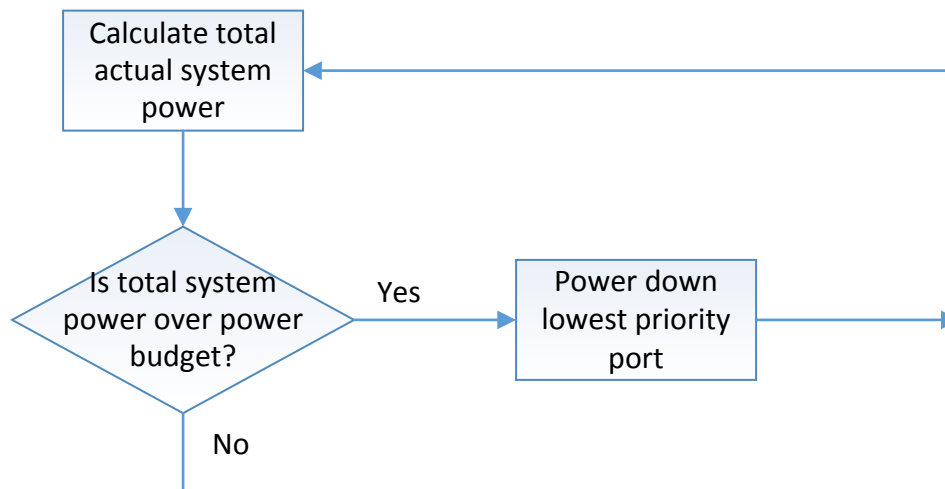 Calculate total
actual system
power
Is total system
power over power
budget?
Yes
Power down
lowest priority
port
No